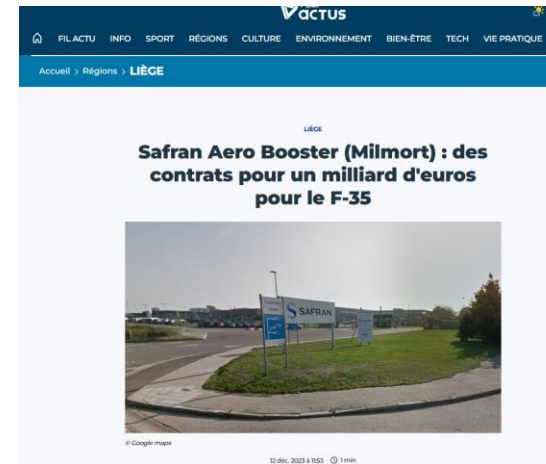 actus
FIL ACTU INFO SPORT RÉGIONS CULTURE ENVIRONNEMENT BIEN-ÊTRE TECH VIE PRATIQUE
Accueil > Régions > LIÈGE
LIÈGE
Safran Aero Booster (Milmort) : des
contrats pour un milliard d'euros
pour le F-35
SAFRAN
© Google maps
12 déc. 2023 à 11:53 · 1 min